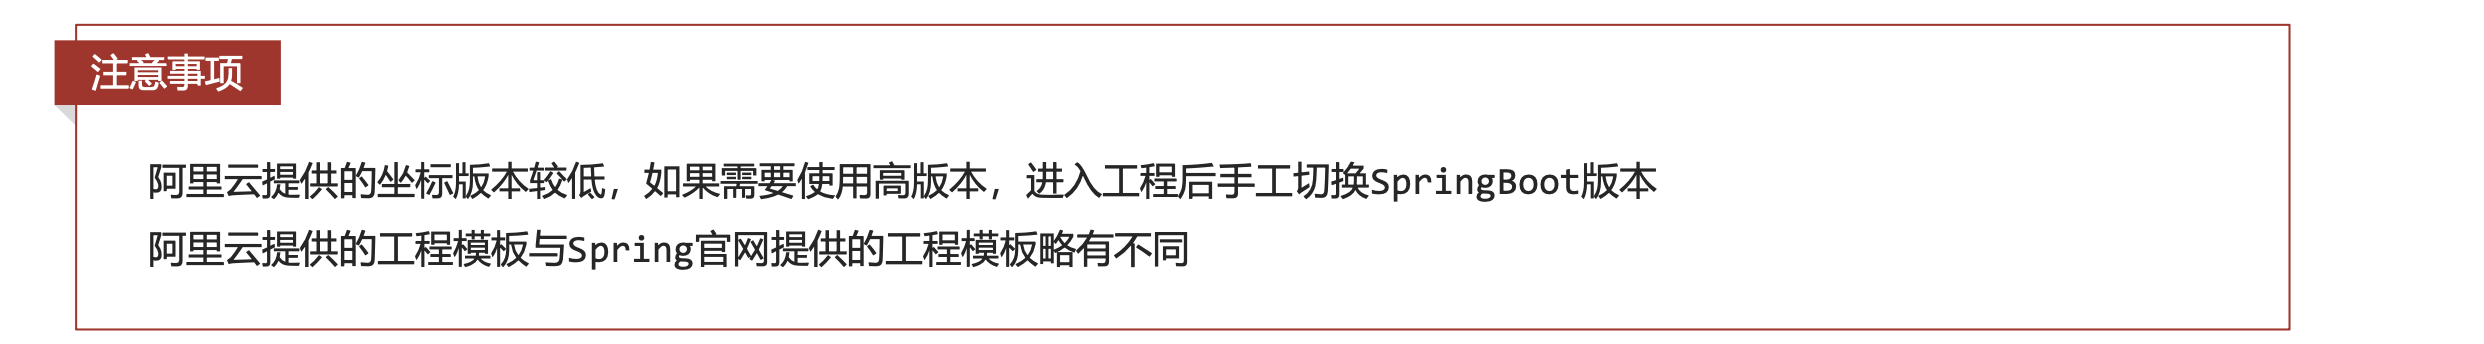 注意事项
阿里云提供的坐标版本较低，如果需要使用高版本，进入工程后手工切换SpringBoot版本
阿里云提供的工程模板与Spring官网提供的工程模板略有不同